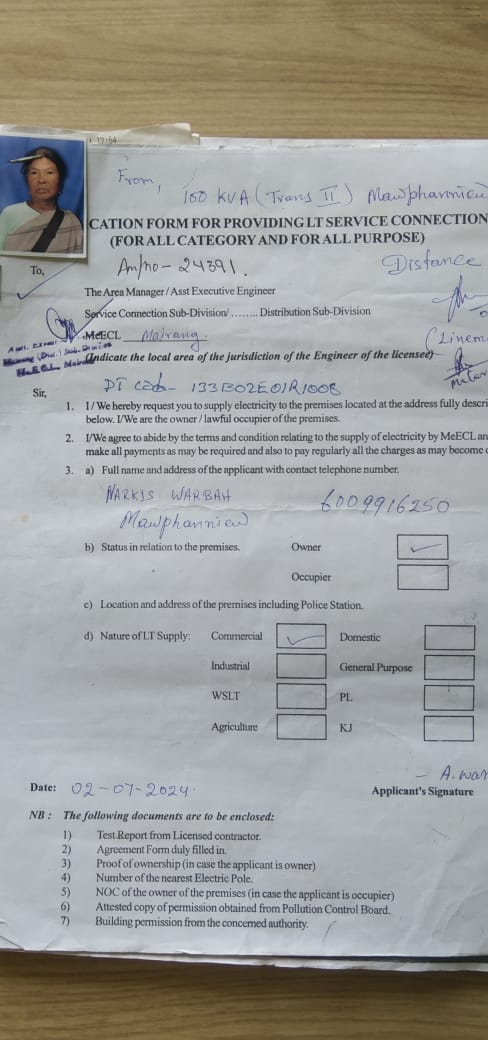 From,
100 KVA (Trans II) Mawphanniew
CATION FORM FOR PROVIDING LT SERVICE CONNECTION
(FOR ALL CATEGORY AND FOR ALL PURPOSE)
To,
An/no - 24391.
Distance
The Area Manager / Asst Executive Engineer
Service Connection Sub-Division/........ Distribution Sub-Division
MeECL Mairang.
(Linem
(Indicate the local area of the jurisdiction of the Engineer of the licensee)
Sir,
DT code- 133B02E01R1008
1. I/ We hereby request you to supply electricity to the premises located at the address fully descri
below. I/We are the owner / lawful occupier of the premises.
2. I/We agree to abide by the terms and condition relating to the supply of electricity by MeECL an
make all payments as may be required and also to pay regularly all the charges as may become
3. a) Full name and address of the applicant with contact telephone number.
NARKIS WARBAH 6009916250
Mawphanniew
b) Status in relation to the premises. Owner
Occupier
c) Location and address of the premises including Police Station.
d) Nature of LT Supply: Commercial Domestic
Industrial General Purpose
WSLT PL
Agriculture KJ
A. War
Date: 02-07-2024. Applicant's Signature
NB : The following documents are to be enclosed:
1) Test Report from Licensed contractor.
2) Agreement Form duly filled in.
3) Proof of ownership (in case the applicant is owner)
4) Number of the nearest Electric Pole.
5) NOC of the owner of the premises (in case the applicant is occupier)
6) Attested copy of permission obtained from Pollution Control Board.
7) Building permission from the concerned authority.